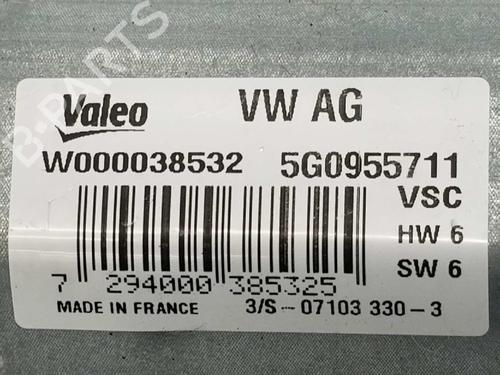 Valeo VW AG
W000038532 5G0955711
VSC
HW 6
SW 6
7 294000 385325
MADE IN FRANCE 3/S-07103 330-3
B-PARTS